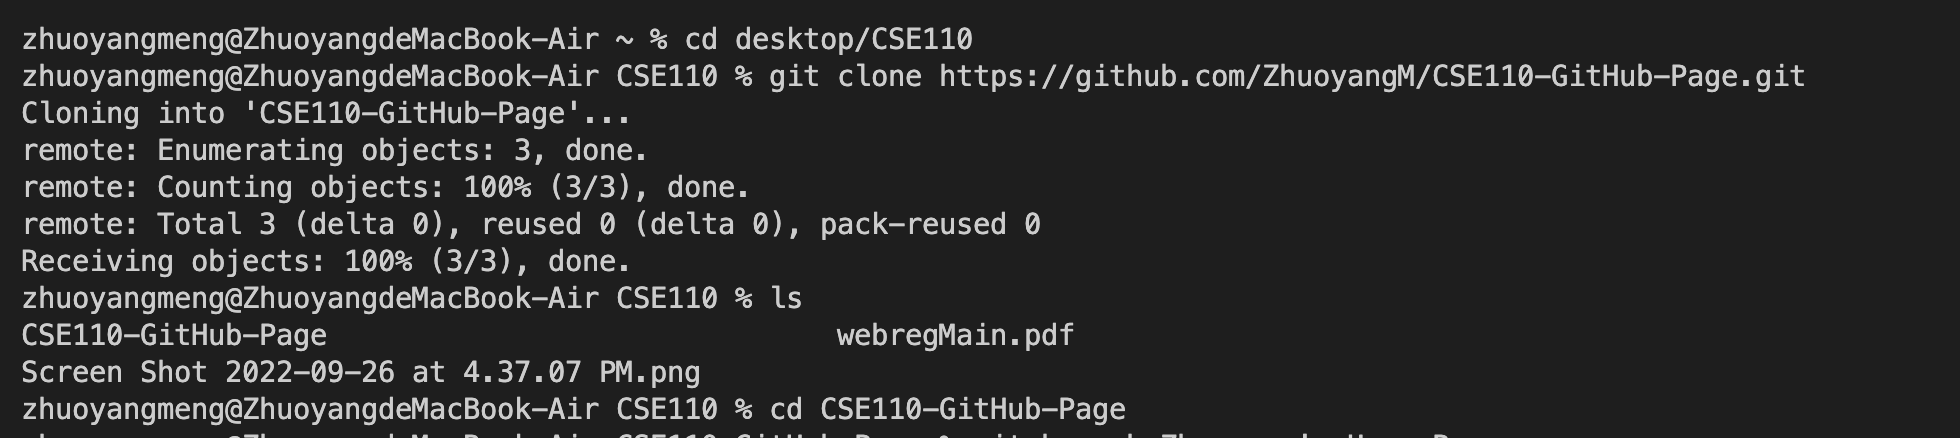 zhuoyangmeng@ZhuoyangdeMacBook-Air ~ % cd desktop/CSE110
zhuoyangmeng@ZhuoyangdeMacBook-Air CSE110 % git clone https://github.com/ZhuoyangM/CSE110-GitHub-Page.git
Cloning into 'CSE110-GitHub-Page'...
remote: Enumerating objects: 3, done.
remote: Counting objects: 100% (3/3), done.
remote: Total 3 (delta 0), reused 0 (delta 0), pack-reused 0
Receiving objects: 100% (3/3), done.
zhuoyangmeng@ZhuoyangdeMacBook-Air CSE110 % ls
CSE110-GitHub-Page webregMain.pdf
Screen Shot 2022-09-26 at 4.37.07 PM.png
zhuoyangmeng@ZhuoyangdeMacBook-Air CSE110 % cd CSE110-GitHub-Page